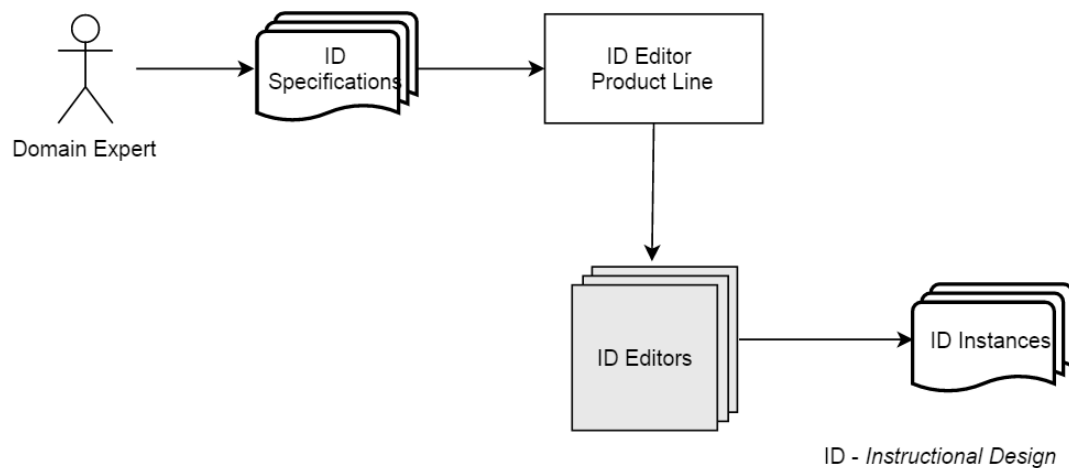 ID
Specifications
ID Editor
Product Line
Domain Expert
ID Editors
ID Instances
ID - Instructional Design